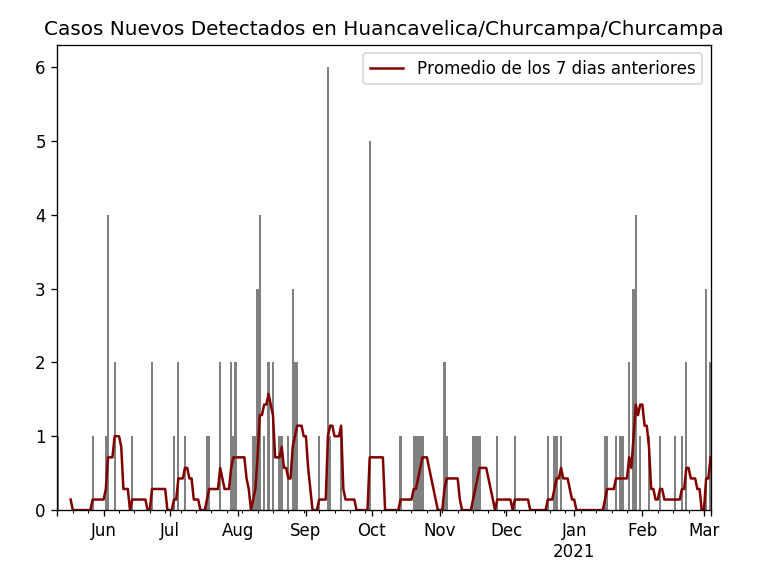 Casos Nuevos Detectados en Huancavelica/Churcampa/Churcampa
Promedio de los 7 dias anteriores
6
5
4
3
2
1
0
Jun Jul Aug Sep Oct Nov Dec Jan Feb Mar
2021